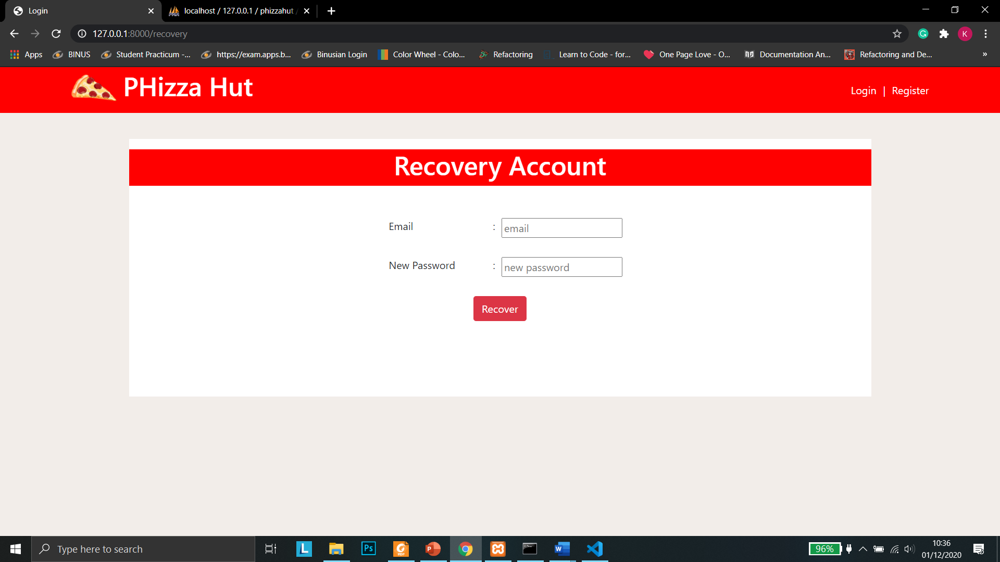 Login
localhost / 127.0.0.1 / phizzahut /
127.0.0.1:8000/recovery
K
Apps
BINUS
Student Practicum -...
https://exam.apps.b...
Binusian Login
Color Wheel - Colo...
Refactoring
Learn to Code - for...
One Page Love - O...
Documentation An...
Refactoring and De...
»
PHizza Hut
Login | Register
Recovery Account
Email : email
New Password : new password
Recover
Type here to search
L
Ps
PDF
P
W
96%
10:36
01/12/2020